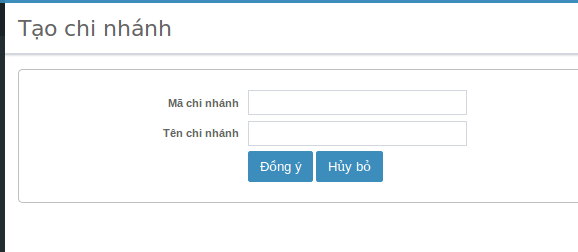 Tạo chi nhánh
Mã chi nhánh
Tên chi nhánh
Đồng ý Hủy bỏ